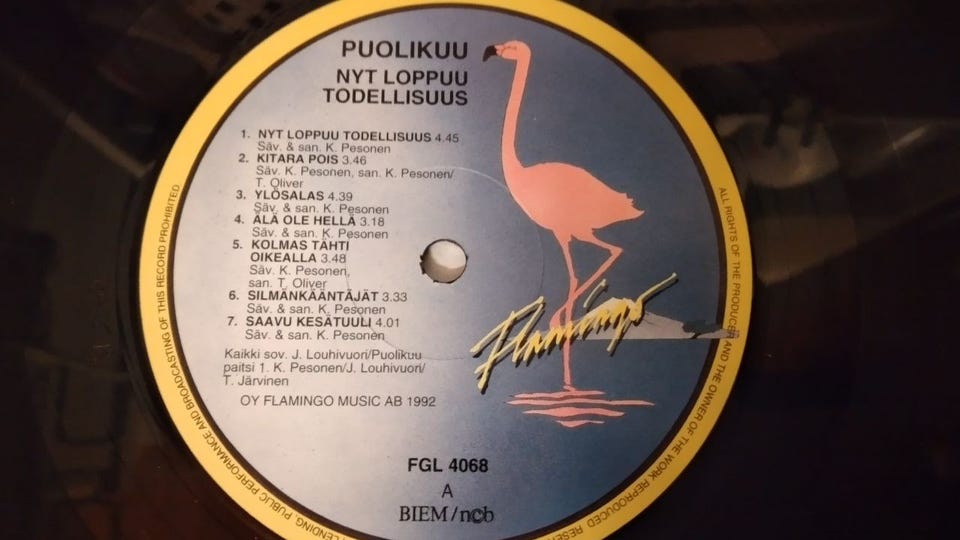 PUOLIKUU
NYT LOPPUU
TODELLISUUS
1. NYT LOPPUU TODELLISUUS 4.45
Säv. & san. K. Pesonen
2. KITARA POIS 3.46
Säv. K. Pesonen, san. K. Pesonen/
T. Oliver
3. YLÖSALAS 4.39
Säv. & san. K. Pesonen
4. ÄLÄ OLE HELLÄ 3.18
Säv. & san. K. Pesonen
5. KOLMAS TÄHTI
OIKEALLA 3.48
Säv. K. Pesonen,
san. T. Oliver
6. SILMÄNKÄÄNTÄJÄT 3.33
Säv. & san. K. Pesonen
7. SAAVU KESÄTUULI 4.01
Säv. & san. K. Pesonen
Kaikki sov. J. Louhivuori/Puolikuu
paitsi 1. K. Pesonen/J. Louhivuori/
T. Järvinen
OY FLAMINGO MUSIC AB 1992
Flamingo
FGL 4068
A
BIEM/ncb
ALL RIGHTS OF THE PRODUCER AND THE OWNER OF THE WORK REPRODUCED RESERVED
LENDING, PUBLIC PERFORMANCE AND BROADCASTING OF THIS RECORD PROHIBITED